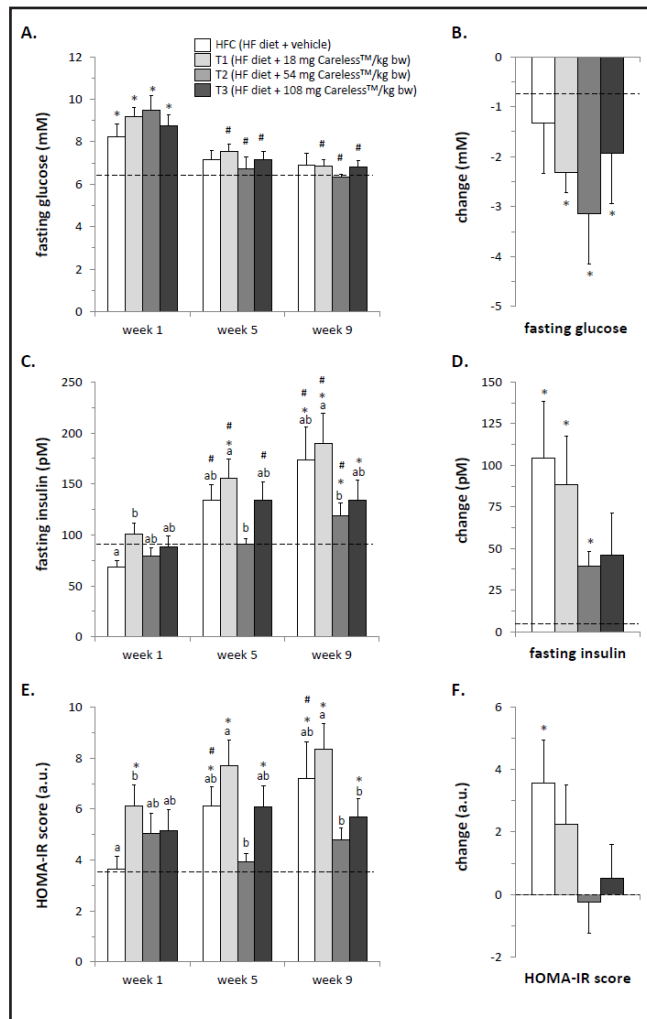 A.
HFC (HF diet + vehicle)
T1 (HF diet + 18 mg Careless™/kg bw)
T2 (HF diet + 54 mg Careless™/kg bw)
T3 (HF diet + 108 mg Careless™/kg bw)
fasting glucose (mM)
14
12
10
8
6
4
2
0
* * * *
# # #
# # #
week 1 week 5 week 9
B.
change (mM)
0
-1
-2
-3
-4
-5
* * *
fasting glucose
C.
fasting insulin (pM)
250
200
150
100
50
0
a b ab ab
# ab # * a b # ab
# * ab # * a # * b * ab
week 1 week 5 week 9
D.
change (pM)
150
125
100
75
50
25
0
* * *
fasting insulin
E.
HOMA-IR score (a.u.)
10
8
6
4
2
0
a * b ab ab
# * ab * a b * ab
# * ab * a b * b
week 1 week 5 week 9
F.
change (a.u.)
6
4
2
0
-2
*
HOMA-IR score